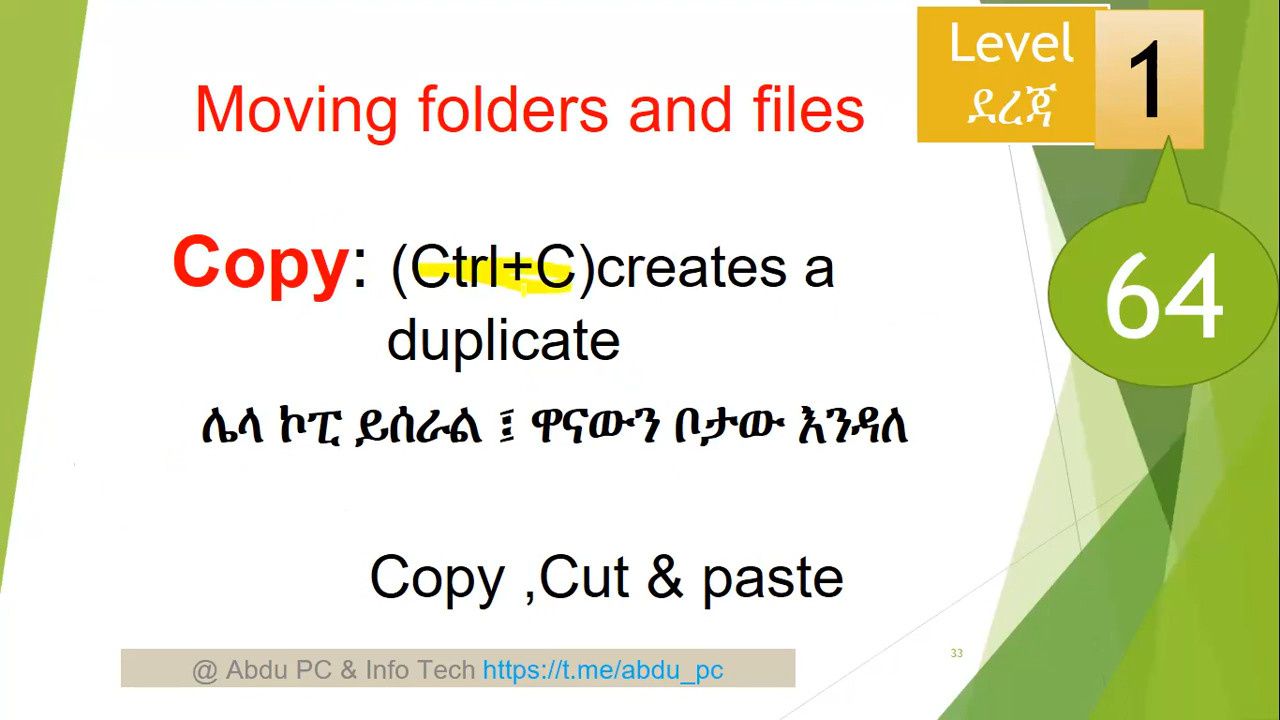 Level
ደረጃ
1
Moving folders and files
64
Copy: (Ctrl+C)creates a
duplicate
ሌላ ኮፒ ይሰራል ፤ ዋናውን ቦታው እንዳለ
Copy ,Cut & paste
@ Abdu PC & Info Tech https://t.me/abdu_pc
33